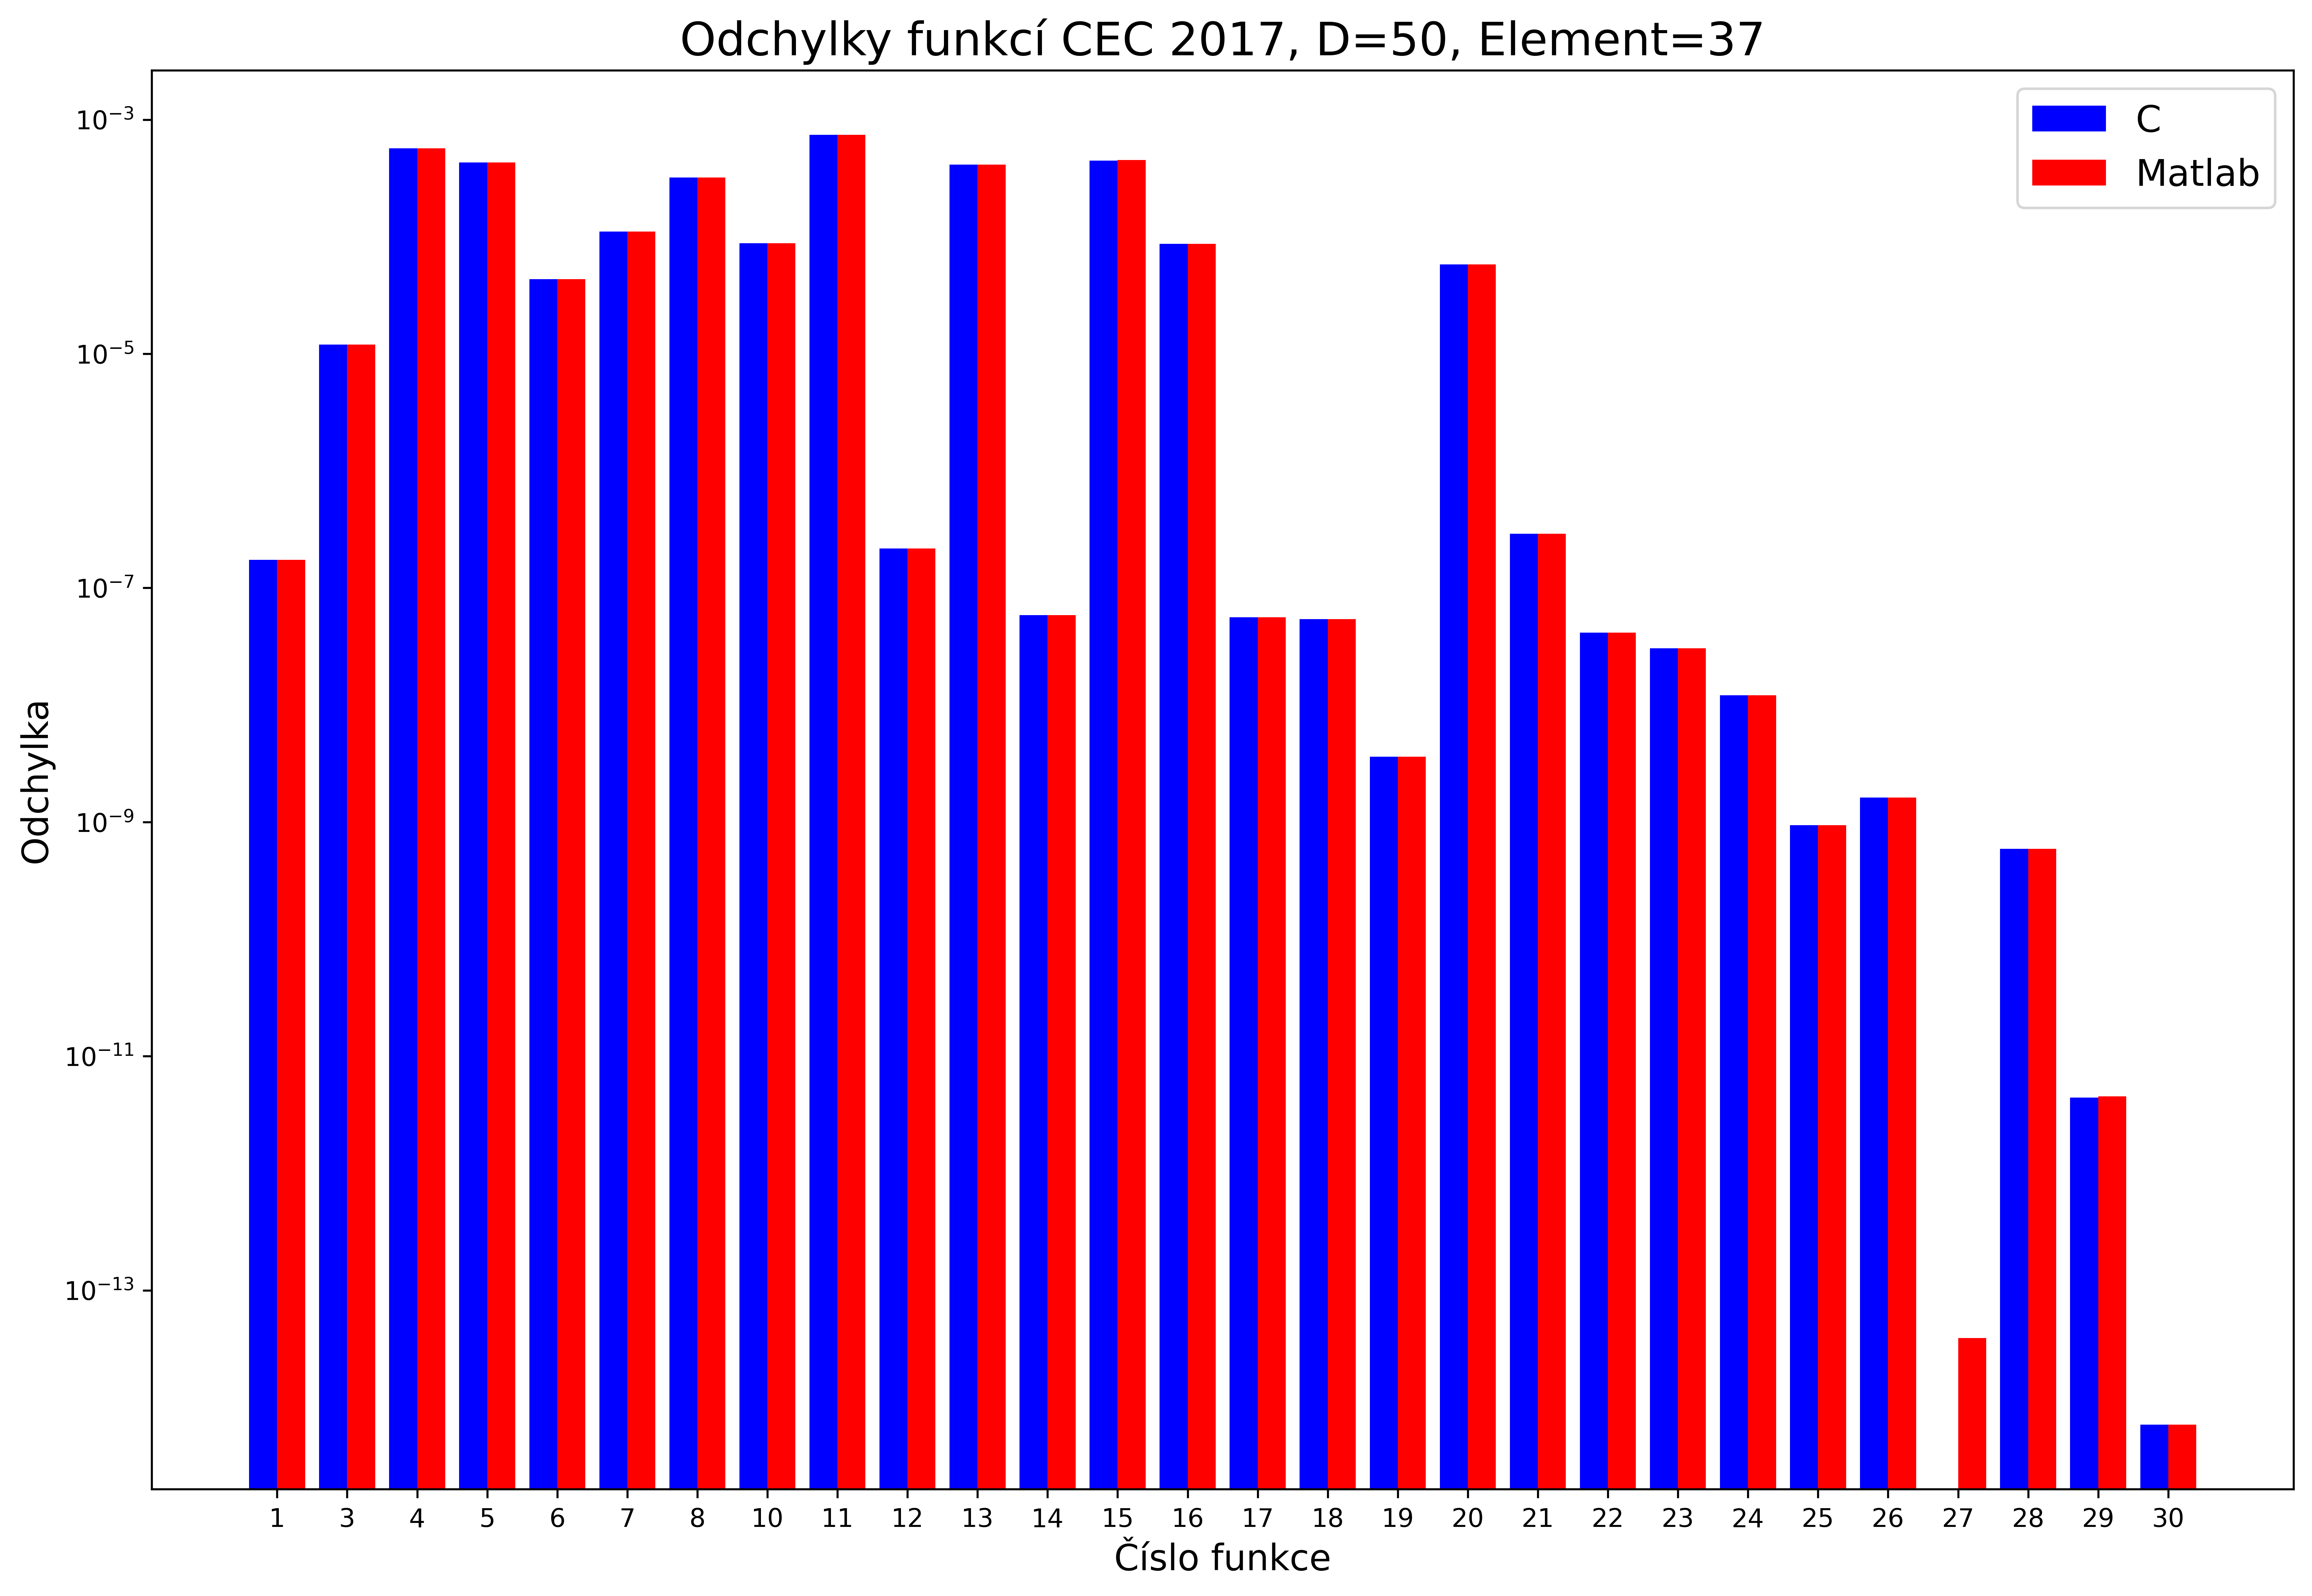 Odchylky funkcí CEC 2017, D=50, Element=37
C
Matlab
10⁻³
10⁻⁵
10⁻⁷
10⁻⁹
10⁻¹¹
10⁻¹³
Odchylka
1 3 4 5 6 7 8 10 11 12 13 14 15 16 17 18 19 20 21 22 23 24 25 26 27 28 29 30
Číslo funkce